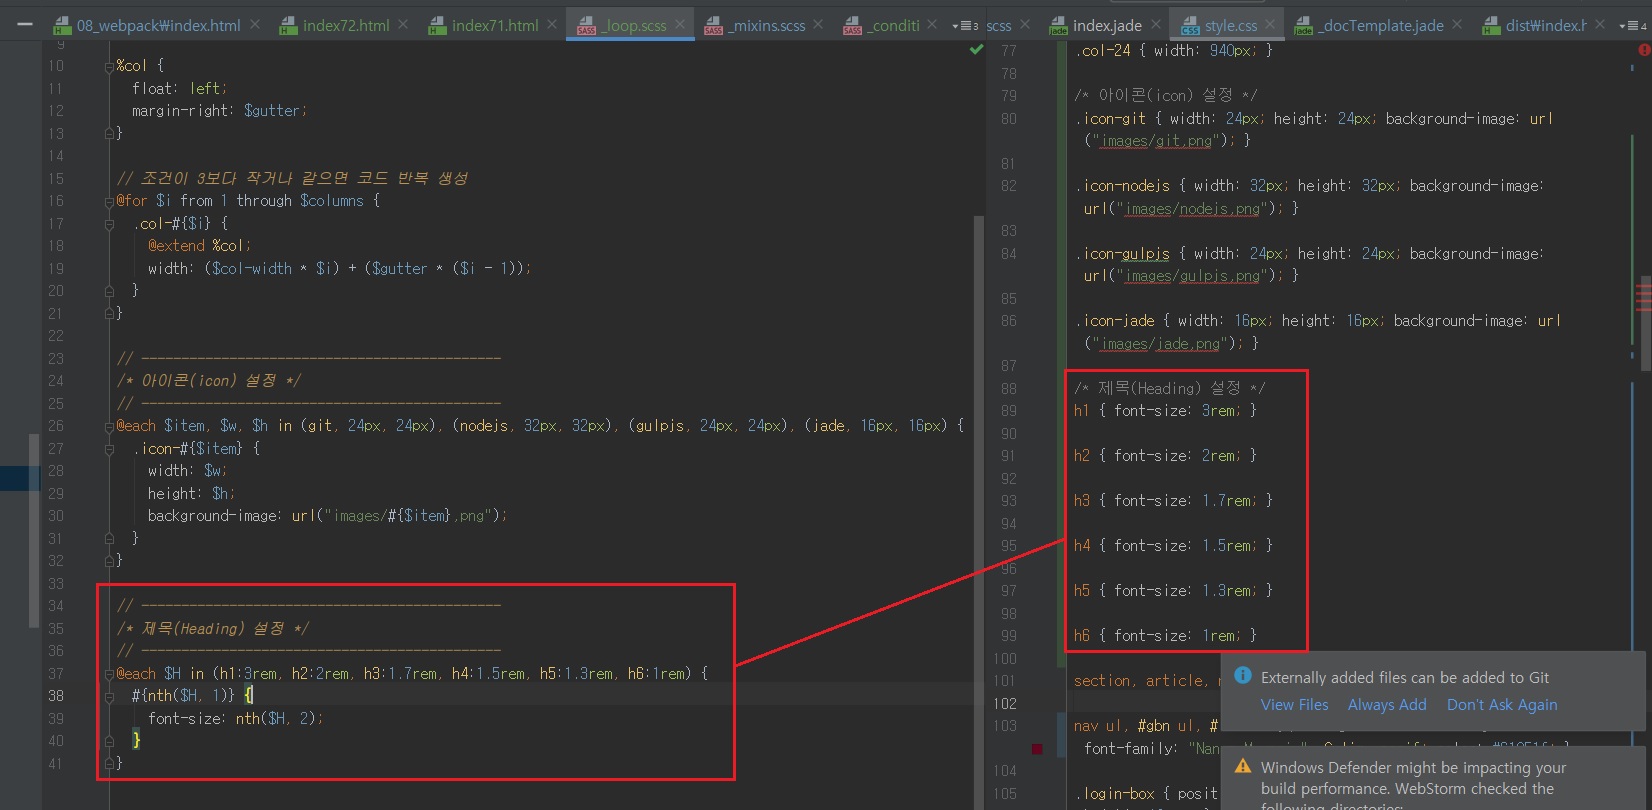 08_webpack₩index.html
index72.html
index71.html
_loop.scss
_mixins.scss
_conditi
3
scss
index.jade
style.css
_docTemplate.jade
dist₩index.h
4
9
10 %col {
11 float: left;
12 margin-right: $gutter;
13 }
14
15 // 조건이 3보다 작거나 같으면 코드 반복 생성
16 @for $i from 1 through $columns {
17 .col-#{$i} {
18 @extend %col;
19 width: ($col-width * $i) + ($gutter * ($i - 1));
20 }
21 }
22
23 // ---------------------------------------------
24 /* 아이콘(icon) 설정 */
25 // ---------------------------------------------
26 @each $item, $w, $h in (git, 24px, 24px), (nodejs, 32px, 32px), (gulpjs, 24px, 24px), (jade, 16px, 16px) {
27 .icon-#{$item} {
28 width: $w;
29 height: $h;
30 background-image: url("images/#{$item}.png");
31 }
32 }
33
34 // ---------------------------------------------
35 /* 제목(Heading) 설정 */
36 // ---------------------------------------------
37 @each $H in (h1:3rem, h2:2rem, h3:1.7rem, h4:1.5rem, h5:1.3rem, h6:1rem) {
38 #{nth($H, 1)} {
39 font-size: nth($H, 2);
40 }
41 }
77 .col-24 { width: 940px; }
78
79 /* 아이콘(icon) 설정 */
80 .icon-git { width: 24px; height: 24px; background-image: url
("images/git.png"); }
81
82 .icon-nodejs { width: 32px; height: 32px; background-image:
url("images/nodejs.png"); }
83
84 .icon-gulpjs { width: 24px; height: 24px; background-image:
url("images/gulpjs.png"); }
85
86 .icon-jade { width: 16px; height: 16px; background-image: url
("images/jade.png"); }
87
88 /* 제목(Heading) 설정 */
89 h1 { font-size: 3rem; }
90
91 h2 { font-size: 2rem; }
92
93 h3 { font-size: 1.7rem; }
94
95 h4 { font-size: 1.5rem; }
96
97 h5 { font-size: 1.3rem; }
98
99 h6 { font-size: 1rem; }
100
101 section, article,
102
103 nav ul, #gbn ul, #
font-family: "Nan
104
105 .login-box { posit
Externally added files can be added to Git
View Files Always Add Don't Ask Again
Windows Defender might be impacting your
build performance. WebStorm checked the
following directories: